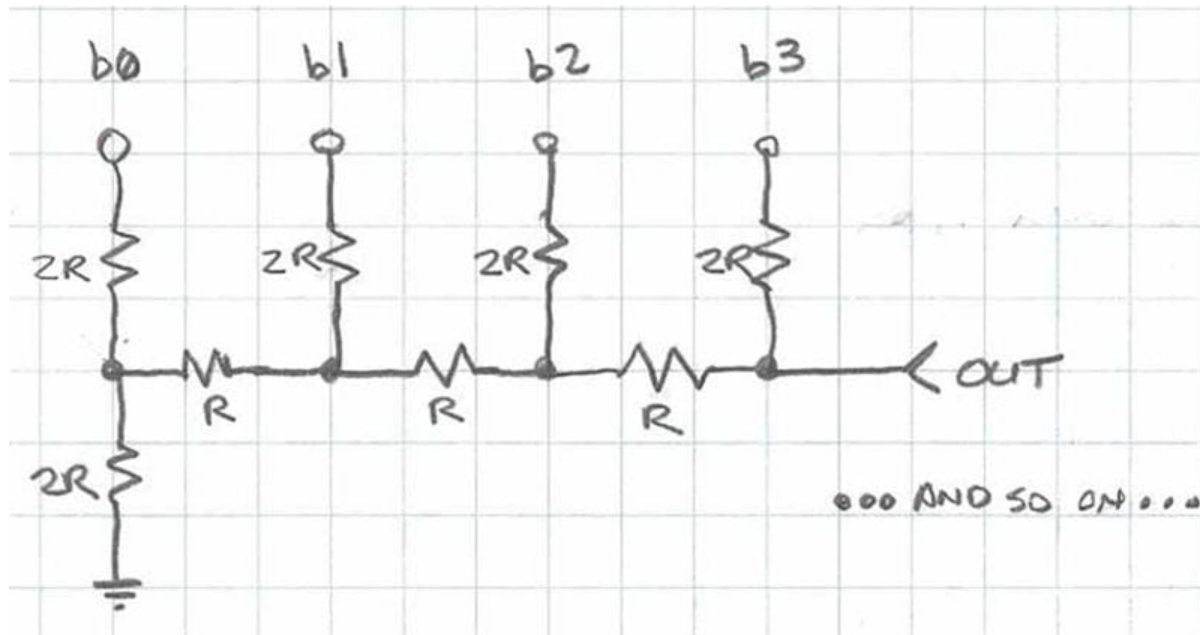 b0 b1 b2 b3
2R 2R 2R 2R
R R R
OUT
2R
... AND SO ON...